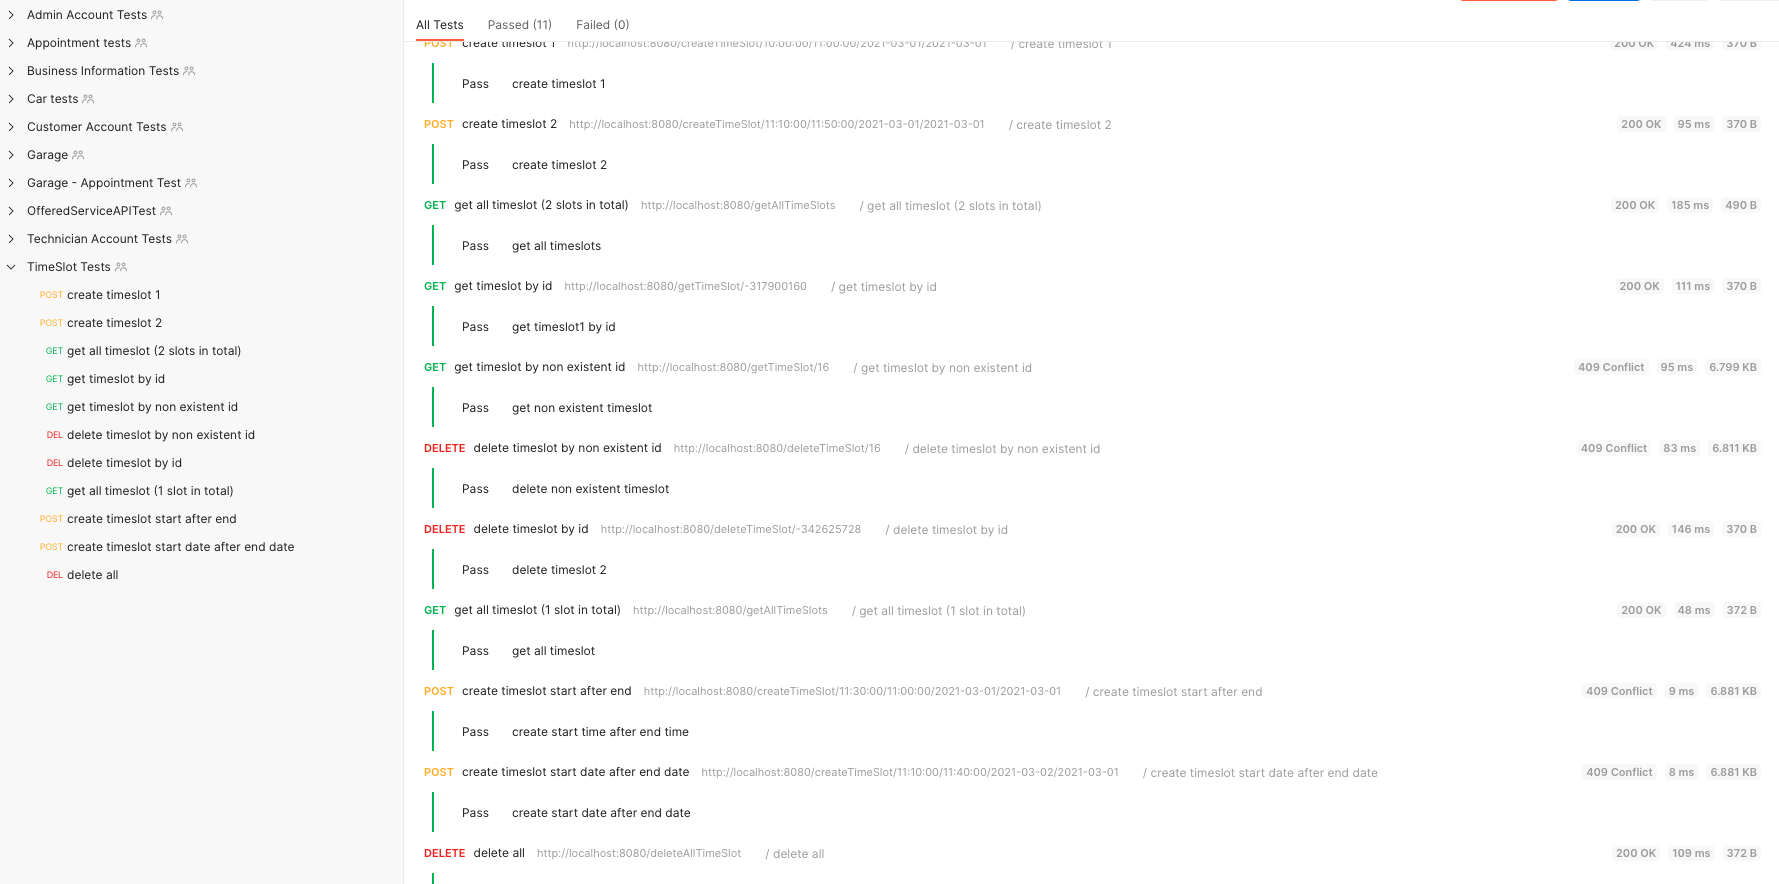 Admin Account Tests
Appointment tests
Business Information Tests
Car tests
Customer Account Tests
Garage
Garage - Appointment Test
OfferedServiceAPITest
Technician Account Tests
TimeSlot Tests
POST create timeslot 1
POST create timeslot 2
GET get all timeslot (2 slots in total)
GET get timeslot by id
GET get timeslot by non existent id
DEL delete timeslot by non existent id
DEL delete timeslot by id
GET get all timeslot (1 slot in total)
POST create timeslot start after end
POST create timeslot start date after end date
DEL delete all
All Tests Passed (11) Failed (0)
POST create timeslot 1 http://localhost:8080/createTimeSlot/10:00:00/11:00:00/2021-03-01/2021-03-01 / create timeslot 1 200 OK 424 ms 370 B
Pass create timeslot 1
POST create timeslot 2 http://localhost:8080/createTimeSlot/11:10:00/11:50:00/2021-03-01/2021-03-01 / create timeslot 2 200 OK 95 ms 370 B
Pass create timeslot 2
GET get all timeslot (2 slots in total) http://localhost:8080/getAllTimeSlots / get all timeslot (2 slots in total) 200 OK 185 ms 490 B
Pass get all timeslots
GET get timeslot by id http://localhost:8080/getTimeSlot/-317900160 / get timeslot by id 200 OK 111 ms 370 B
Pass get timeslot1 by id
GET get timeslot by non existent id http://localhost:8080/getTimeSlot/16 / get timeslot by non existent id 409 Conflict 95 ms 6.799 KB
Pass get non existent timeslot
DELETE delete timeslot by non existent id http://localhost:8080/deleteTimeSlot/16 / delete timeslot by non existent id 409 Conflict 83 ms 6.811 KB
Pass delete non existent timeslot
DELETE delete timeslot by id http://localhost:8080/deleteTimeSlot/-342625728 / delete timeslot by id 200 OK 146 ms 370 B
Pass delete timeslot 2
GET get all timeslot (1 slot in total) http://localhost:8080/getAllTimeSlots / get all timeslot (1 slot in total) 200 OK 48 ms 372 B
Pass get all timeslot
POST create timeslot start after end http://localhost:8080/createTimeSlot/11:30:00/11:00:00/2021-03-01/2021-03-01 / create timeslot start after end 409 Conflict 9 ms 6.881 KB
Pass create start time after end time
POST create timeslot start date after end date http://localhost:8080/createTimeSlot/11:10:00/11:40:00/2021-03-02/2021-03-01 / create timeslot start date after end date 409 Conflict 8 ms 6.881 KB
Pass create start date after end date
DELETE delete all http://localhost:8080/deleteAllTimeSlot / delete all 200 OK 109 ms 372 B